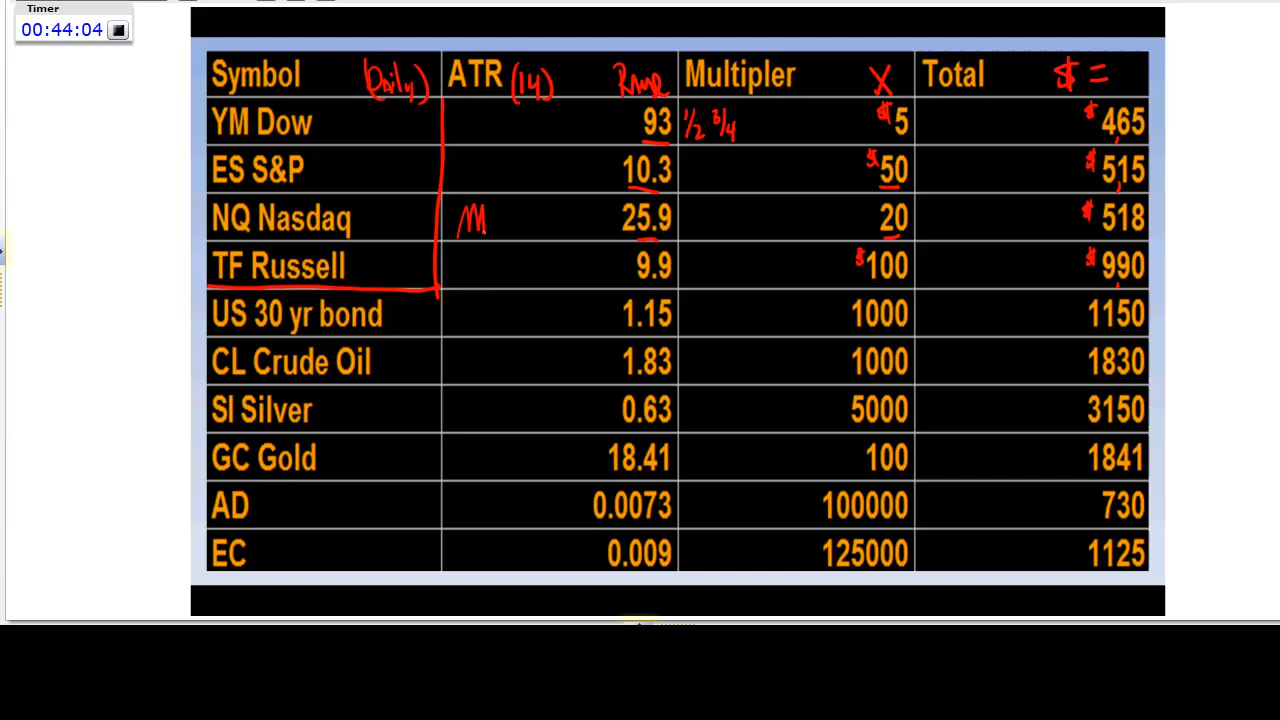 Timer
00:44:04
Symbol (Daily) ATR (14) Multipler X Total $ =
YM Dow 93 1/2 3/4 $ 5 $ 465
ES S&P 10.3 $ 50 $ 515
NQ Nasdaq M 25.9 20 $ 518
TF Russell 9.9 $ 100 $ 990
US 30 yr bond 1.15 1000 1150
CL Crude Oil 1.83 1000 1830
SI Silver 0.63 5000 3150
GC Gold 18.41 100 1841
AD 0.0073 100000 730
EC 0.009 125000 1125